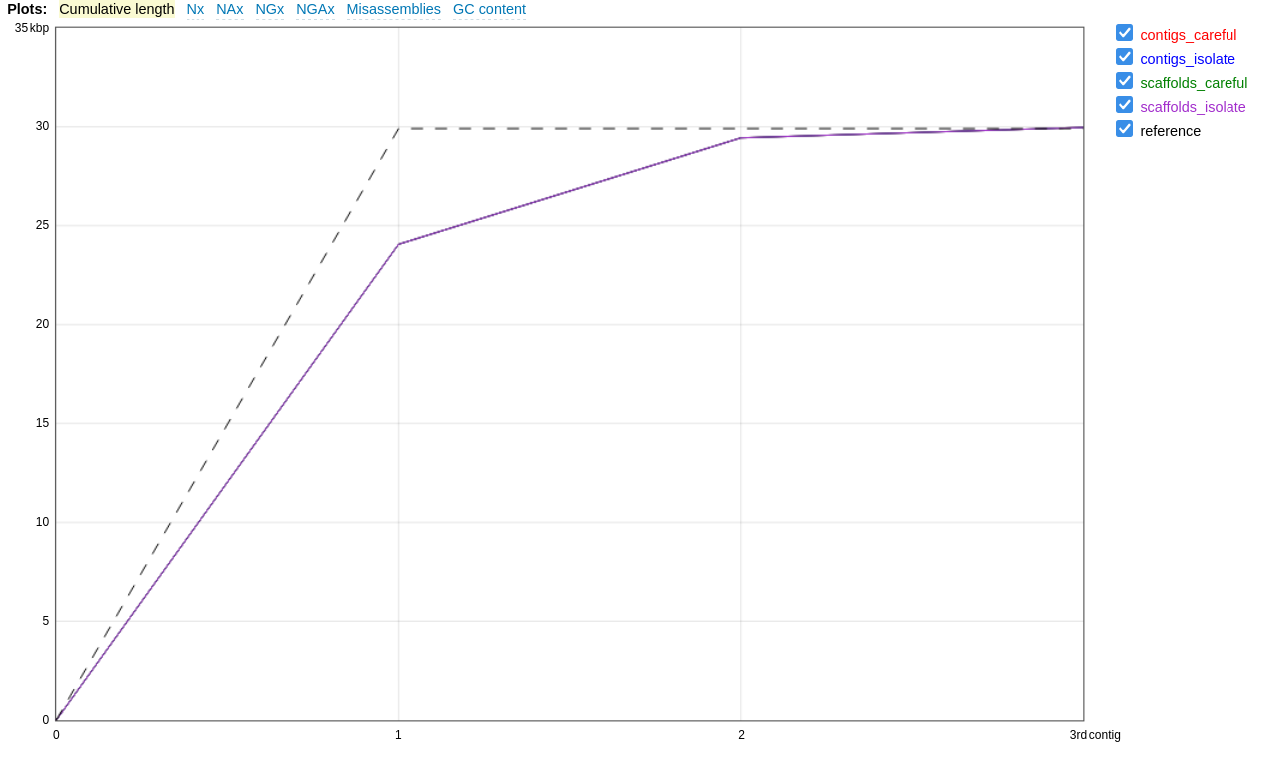 Plots: Cumulative length Nx NAx NGx NGAx Misassemblies GC content
35 kbp
30
25
20
15
10
5
0
0 1 2 3rd contig
contigs_careful
contigs_isolate
scaffolds_careful
scaffolds_isolate
reference